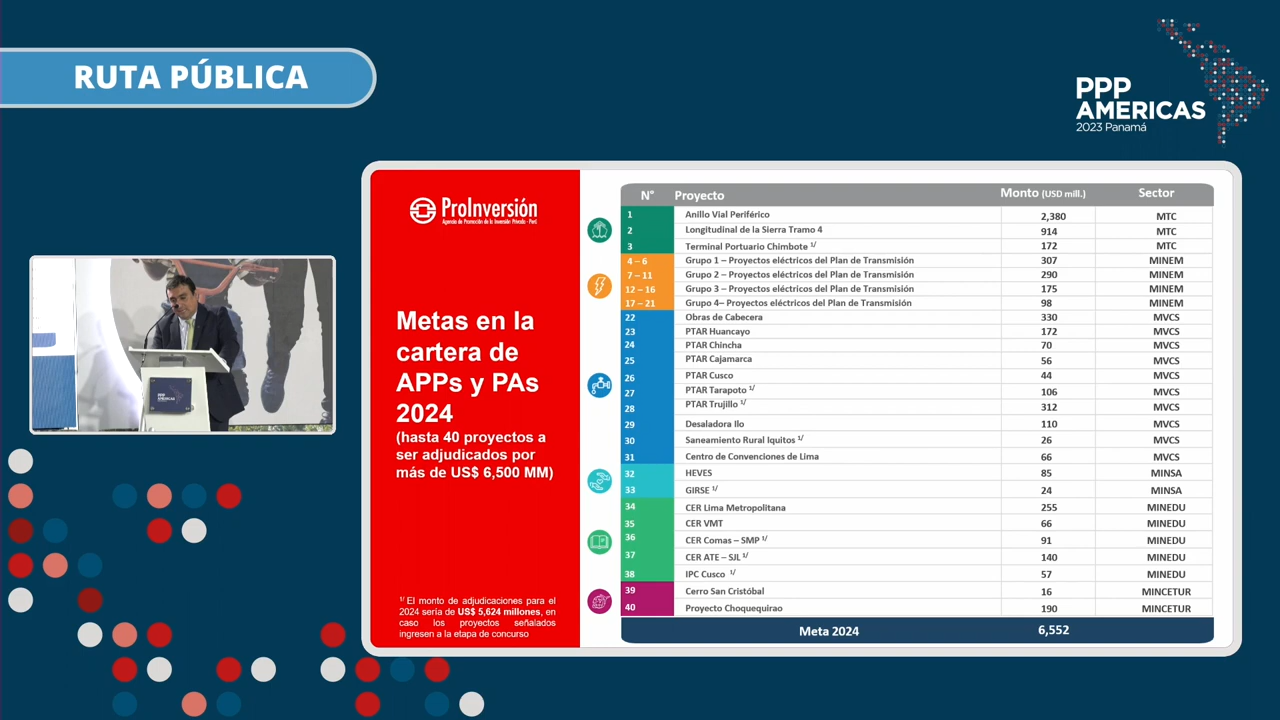 RUTA PÚBLICA
PPP
AMERICAS
2023 Panamá
ProInversión
Agencia de Promoción de la Inversión Privada - Perú
Metas en la
cartera de
APPs y PAs
2024
(hasta 40 proyectos a
ser adjudicados por
más de US$ 6,500 MM)
1/ El monto de adjudicaciones para el
2024 sería de US$ 5,624 millones, en
caso los proyectos señalados
ingresen a la etapa de concurso
N° Proyecto Monto (USD mill.) Sector
1 Anillo Vial Periférico 2,380 MTC
2 Longitudinal de la Sierra Tramo 4 914 MTC
3 Terminal Portuario Chimbote 1/ 172 MTC
4 – 6 Grupo 1 – Proyectos eléctricos del Plan de Transmisión 307 MINEM
7 – 11 Grupo 2 – Proyectos eléctricos del Plan de Transmisión 290 MINEM
12 – 16 Grupo 3 – Proyectos eléctricos del Plan de Transmisión 175 MINEM
17 – 21 Grupo 4– Proyectos eléctricos del Plan de Transmisión 98 MINEM
22 Obras de Cabecera 330 MVCS
23 PTAR Huancayo 172 MVCS
24 PTAR Chincha 70 MVCS
25 PTAR Cajamarca 56 MVCS
26 PTAR Cusco 44 MVCS
27 PTAR Tarapoto 1/ 106 MVCS
28 PTAR Trujillo 1/ 312 MVCS
29 Desaladora Ilo 110 MVCS
30 Saneamiento Rural Iquitos 1/ 26 MVCS
31 Centro de Convenciones de Lima 66 MVCS
32 HEVES 85 MINSA
33 GIRSE 1/ 24 MINSA
34 CER Lima Metropolitana 255 MINEDU
35 CER VMT 66 MINEDU
36 CER Comas – SMP 1/ 91 MINEDU
37 CER ATE – SJL 1/ 140 MINEDU
38 IPC Cusco 1/ 57 MINEDU
39 Cerro San Cristóbal 16 MINCETUR
40 Proyecto Choquequirao 190 MINCETUR
Meta 2024 6,552
PPP
AMERICAS